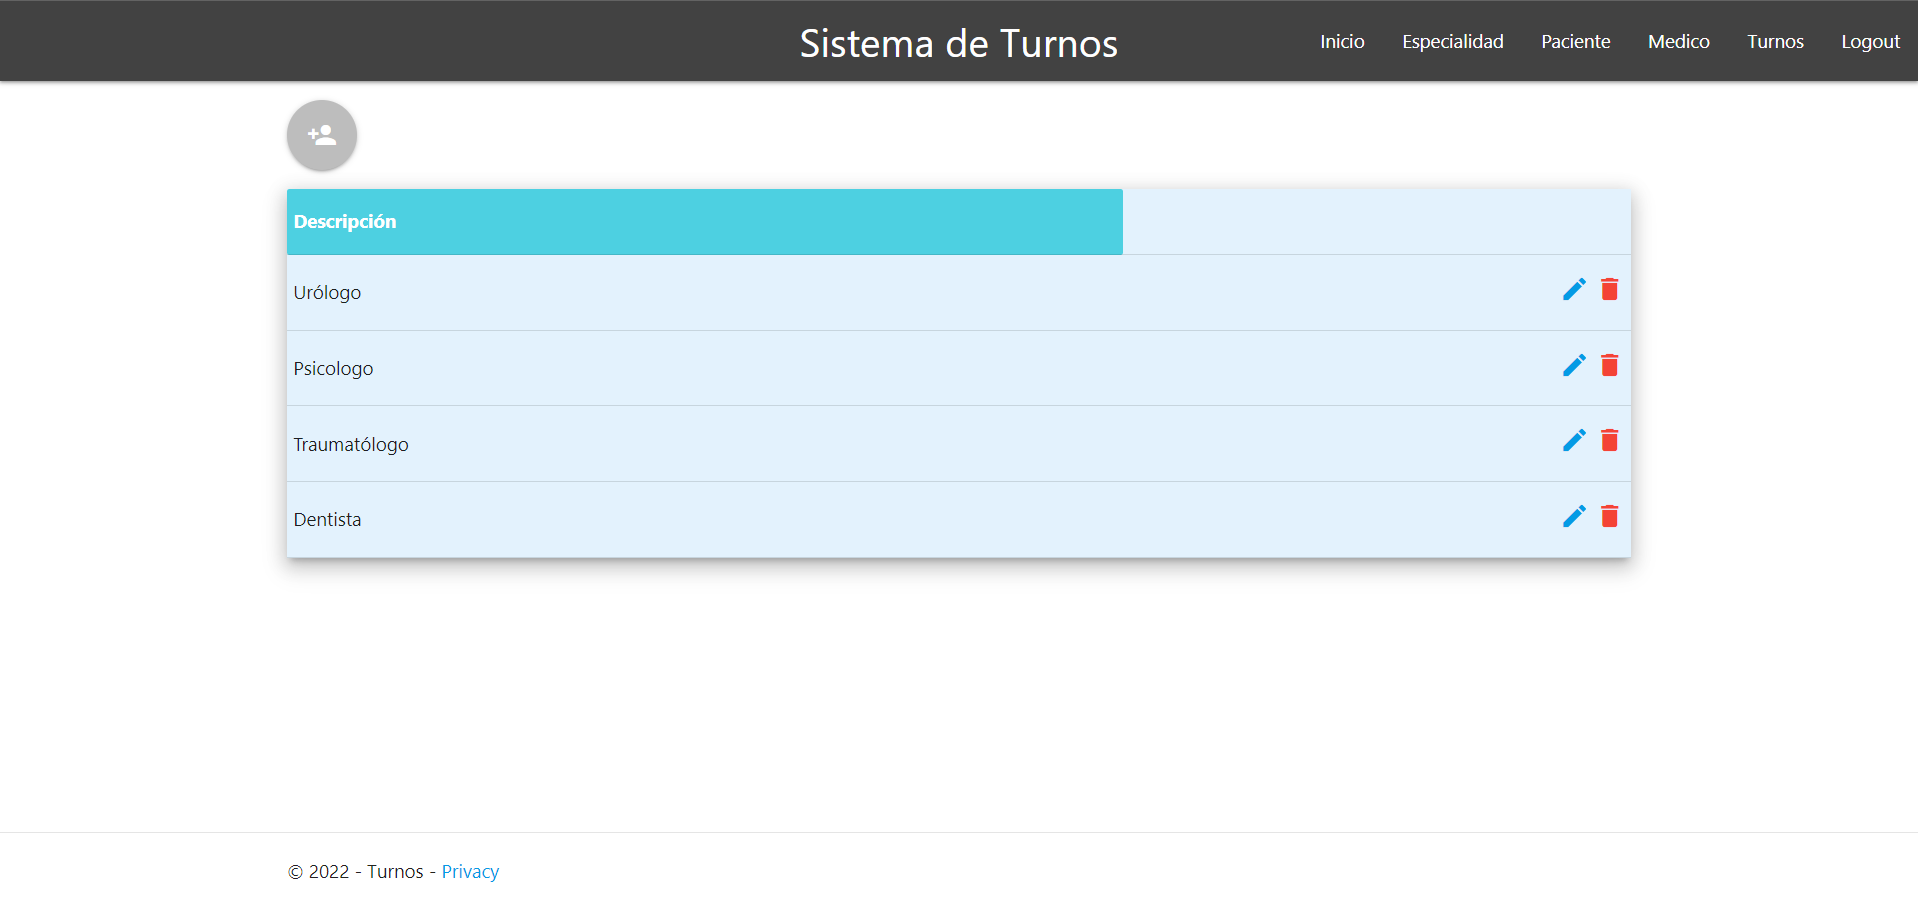 Sistema de Turnos
Inicio Especialidad Paciente Medico Turnos Logout
Descripción
Urólogo
Psicologo
Traumatólogo
Dentista
© 2022 - Turnos - Privacy